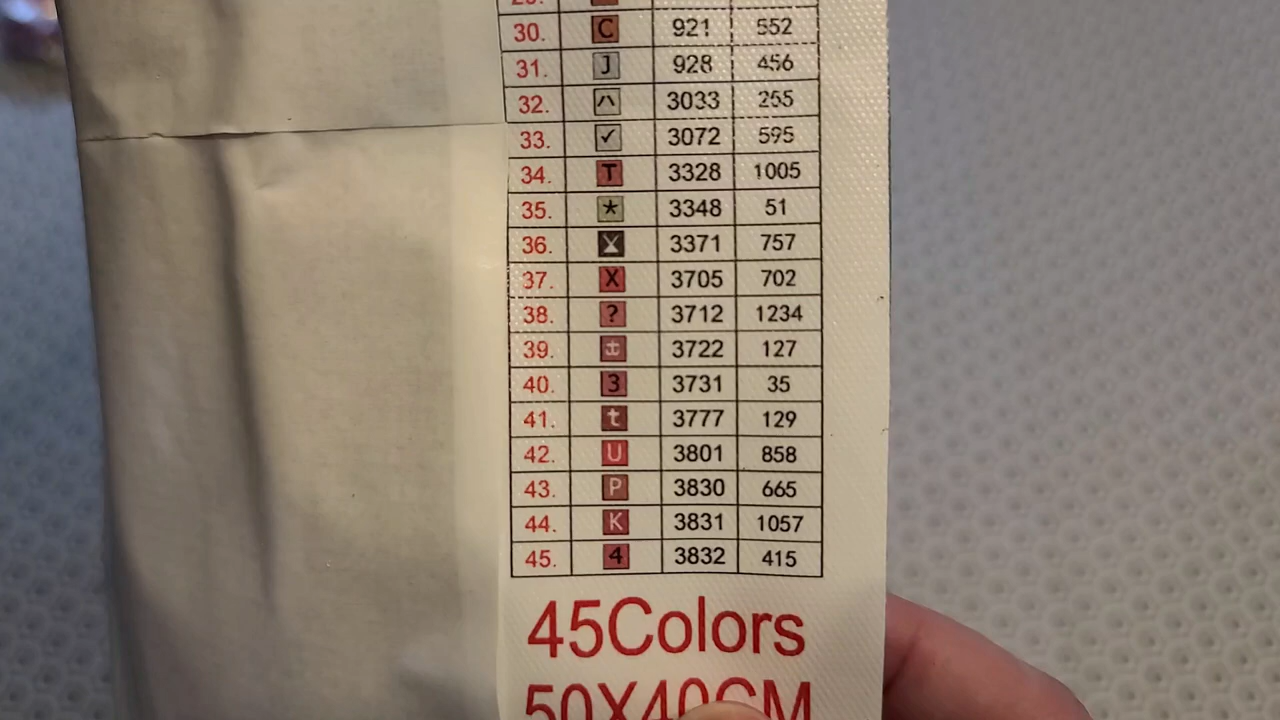 29.
30. C 921 552
31. J 928 456
32. ^ 3033 255
33. ✓ 3072 595
34. T 3328 1005
35. * 3348 51
36. 3371 757
37. X 3705 702
38. ? 3712 1234
39. 3722 127
40. 3 3731 35
41. t 3777 129
42. U 3801 858
43. P 3830 665
44. K 3831 1057
45. 4 3832 415
45Colors
50X40CM